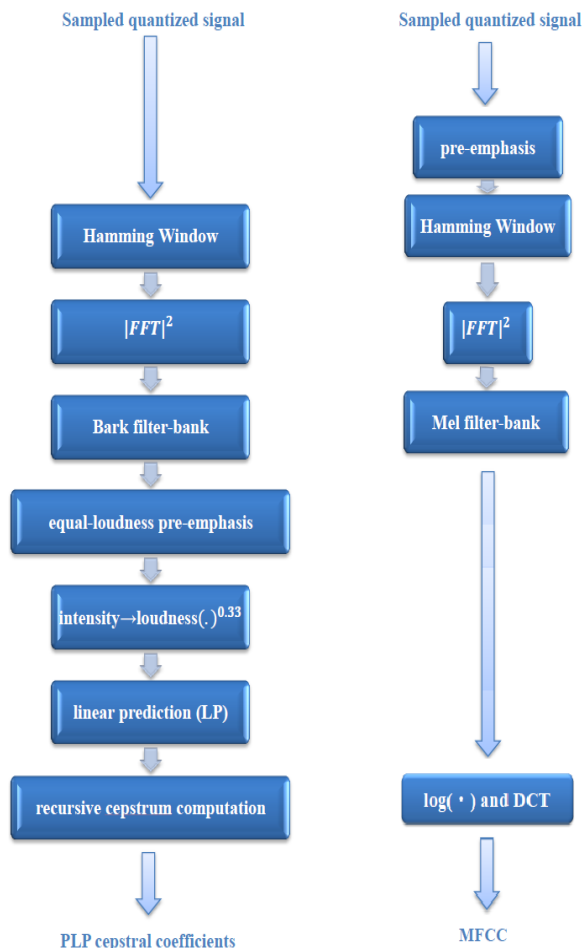 Sampled quantized signal
Hamming Window
|FFT|²
Bark filter-bank
equal-loudness pre-emphasis
intensity→loudness(.)^0.33
linear prediction (LP)
recursive cepstrum computation
PLP cepstral coefficients
Sampled quantized signal
pre-emphasis
Hamming Window
|FFT|²
Mel filter-bank
log( · ) and DCT
MFCC